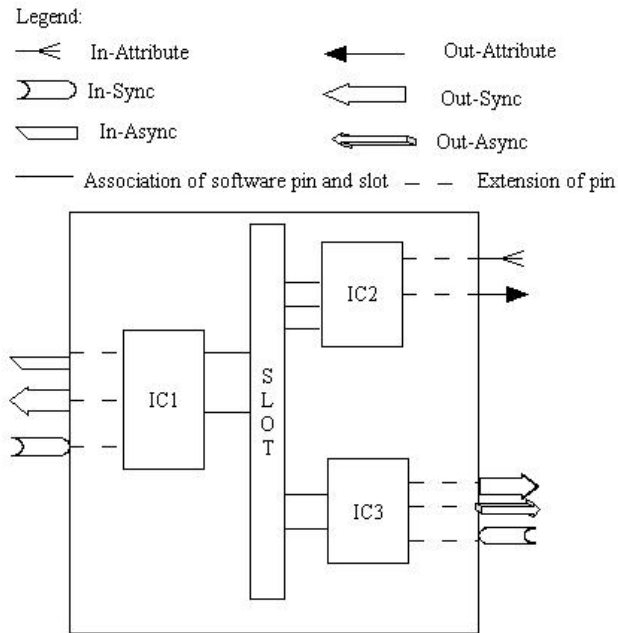 Legend:
In-Attribute
Out-Attribute
In-Sync
Out-Sync
In-Async
Out-Async
Association of software pin and slot
Extension of pin
IC2
IC1
SLOT
IC3